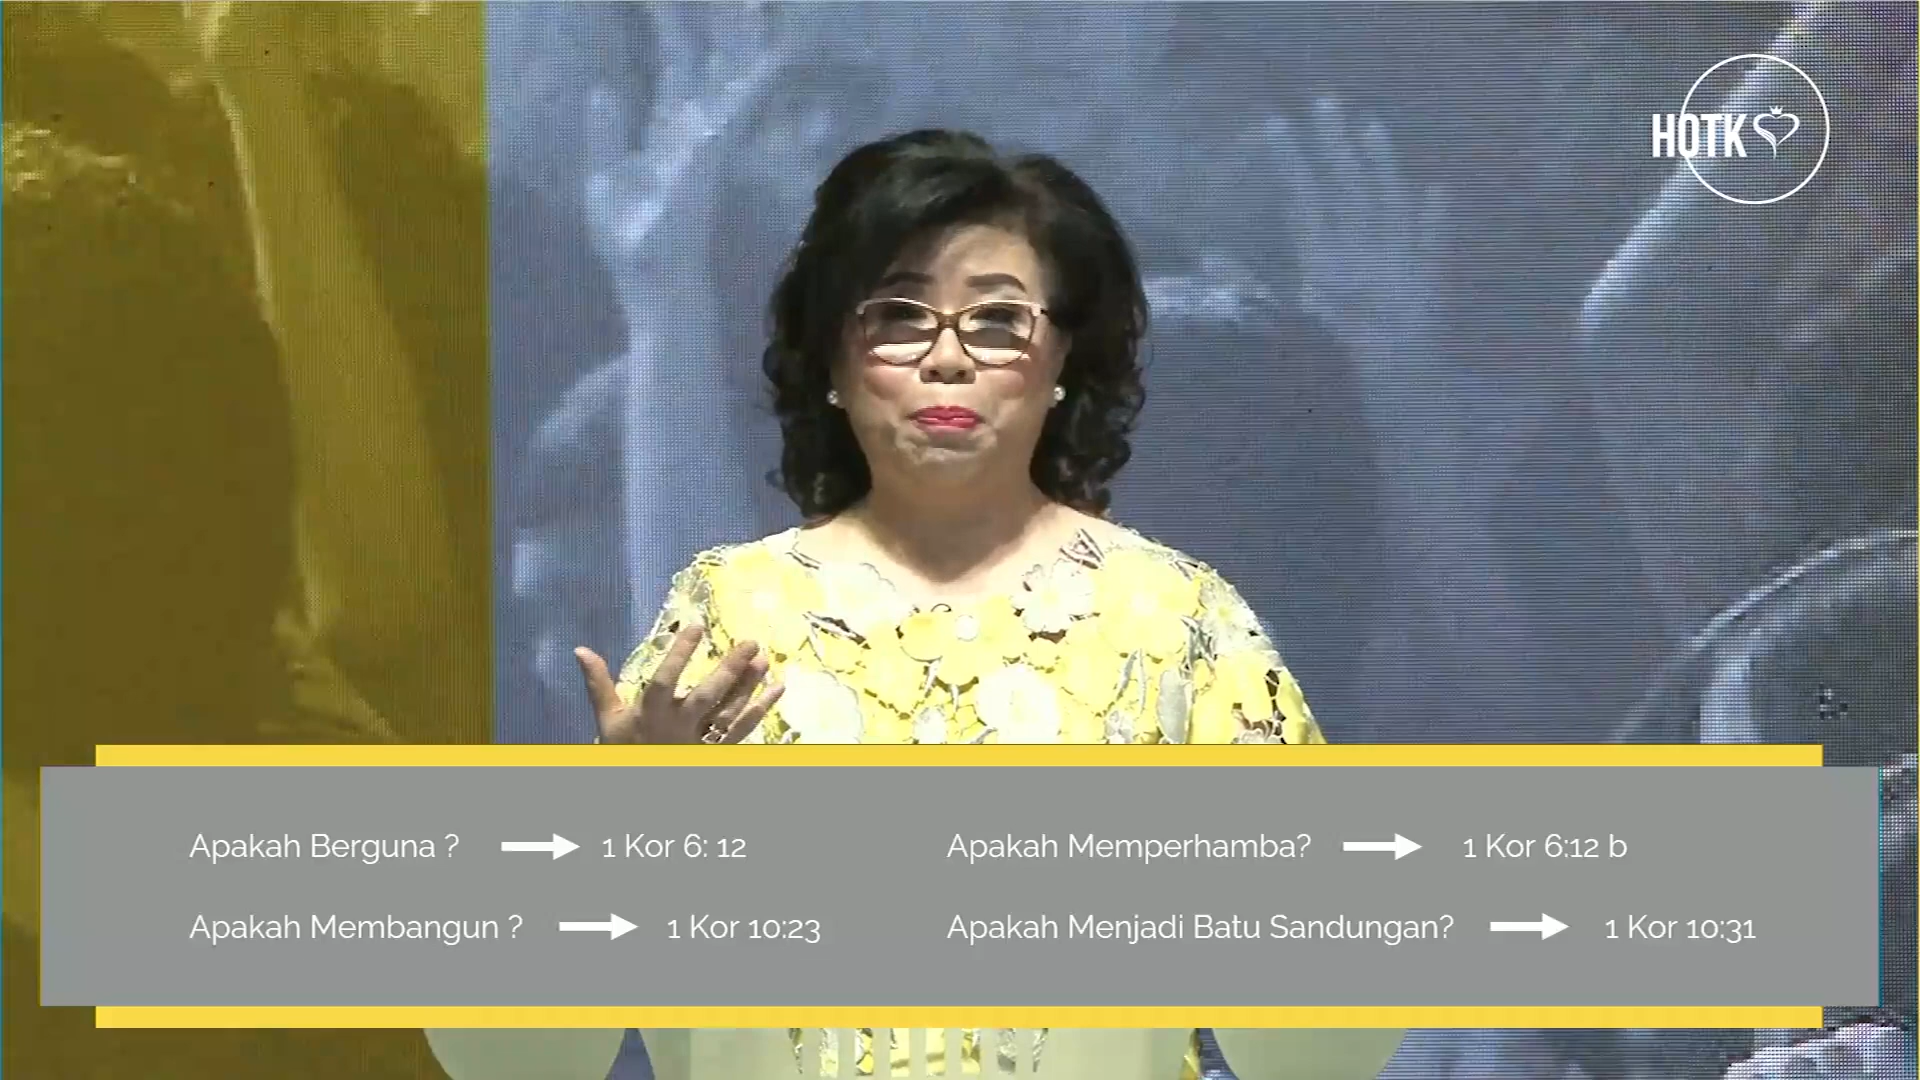 HOTK
Apakah Berguna ? 1 Kor 6: 12
Apakah Memperhamba? 1 Kor 6:12 b
Apakah Membangun ? 1 Kor 10:23
Apakah Menjadi Batu Sandungan? 1 Kor 10:31